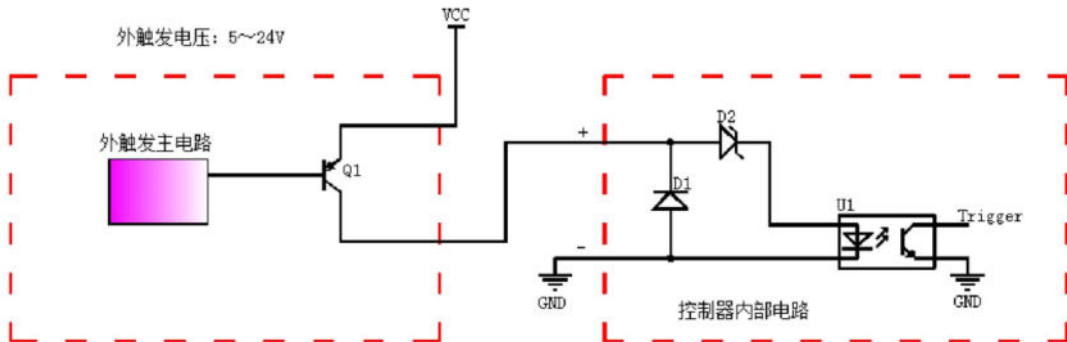 VCC
外触发电压：5～24V
外触发主电路
Q1
+
D2
D1
U1
Trigger
-
GND
GND
控制器内部电路